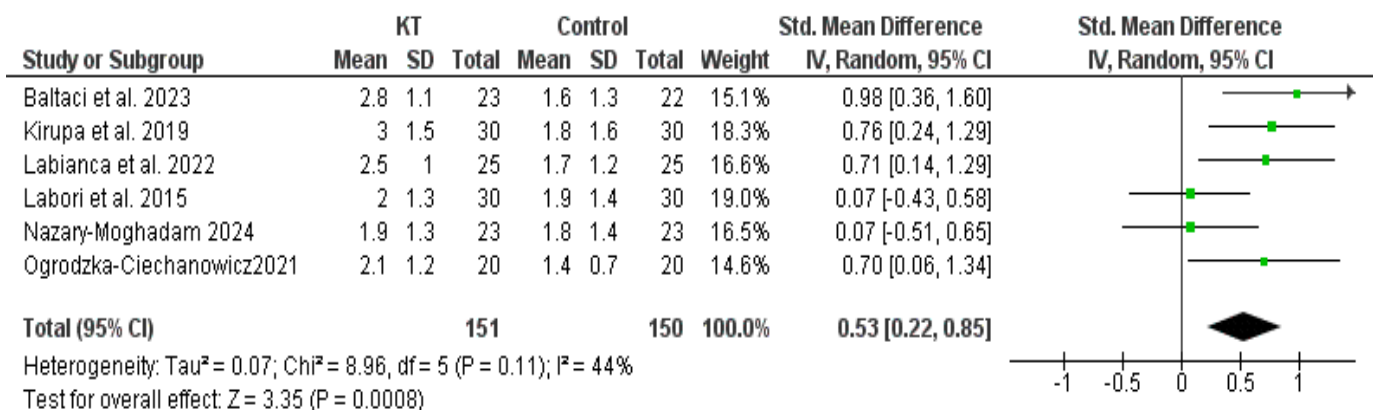 KT Control Std. Mean Difference Std. Mean Difference
Study or Subgroup Mean SD Total Mean SD Total Weight IV, Random, 95% CI IV, Random, 95% CI
Baltaci et al. 2023 2.8 1.1 23 1.6 1.3 22 15.1% 0.98 [0.36, 1.60]
Kirupa et al. 2019 3 1.5 30 1.8 1.6 30 18.3% 0.76 [0.24, 1.29]
Labianca et al. 2022 2.5 1 25 1.7 1.2 25 16.6% 0.71 [0.14, 1.29]
Labori et al. 2015 2 1.3 30 1.9 1.4 30 19.0% 0.07 [-0.43, 0.58]
Nazary-Moghadam 2024 1.9 1.3 23 1.8 1.4 23 16.5% 0.07 [-0.51, 0.65]
Ogrodzka-Ciechanowicz2021 2.1 1.2 20 1.4 0.7 20 14.6% 0.70 [0.06, 1.34]
Total (95% CI) 151 150 100.0% 0.53 [0.22, 0.85]
Heterogeneity: Tau² = 0.07; Chi² = 8.96, df = 5 (P = 0.11); I² = 44%
-1 -0.5 0 0.5 1
Test for overall effect: Z = 3.35 (P = 0.0008)